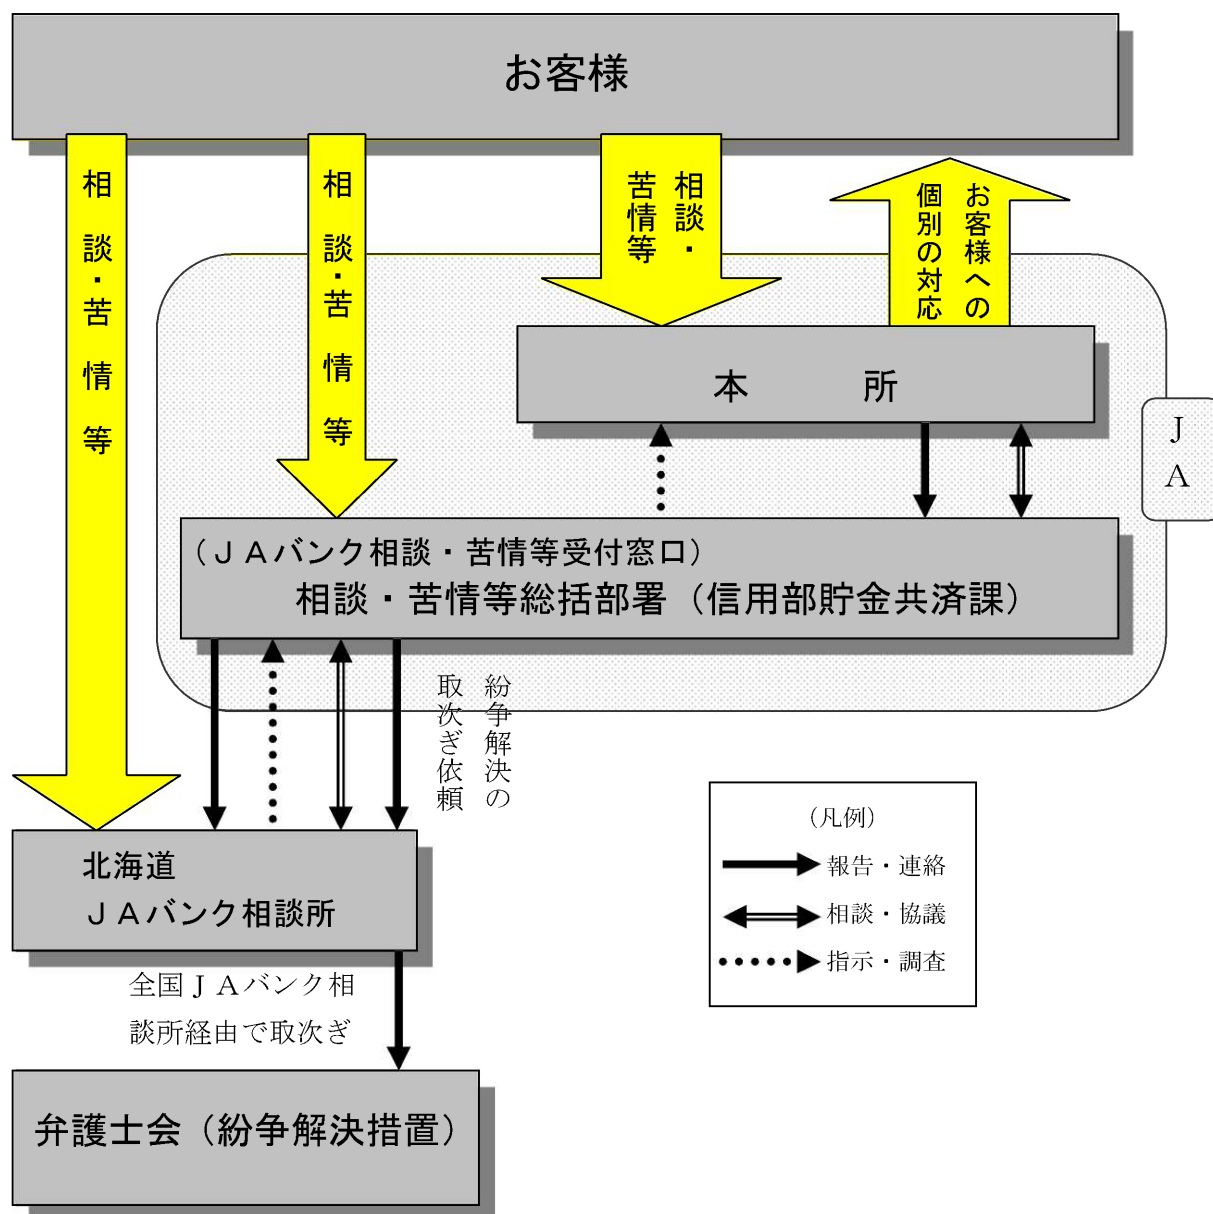 お客様
相談・苦情等
相談・苦情等
相談・
苦情等
お客様への
個別の対応
本 所
ＪＡ
（ＪＡバンク相談・苦情等受付窓口）
相談・苦情等総括部署（信用部貯金共済課）
紛争解決の
取次ぎ依頼
（凡例）
報告・連絡
相談・協議
指示・調査
北海道
ＪＡバンク相談所
全国ＪＡバンク相
談所経由で取次ぎ
弁護士会（紛争解決措置）